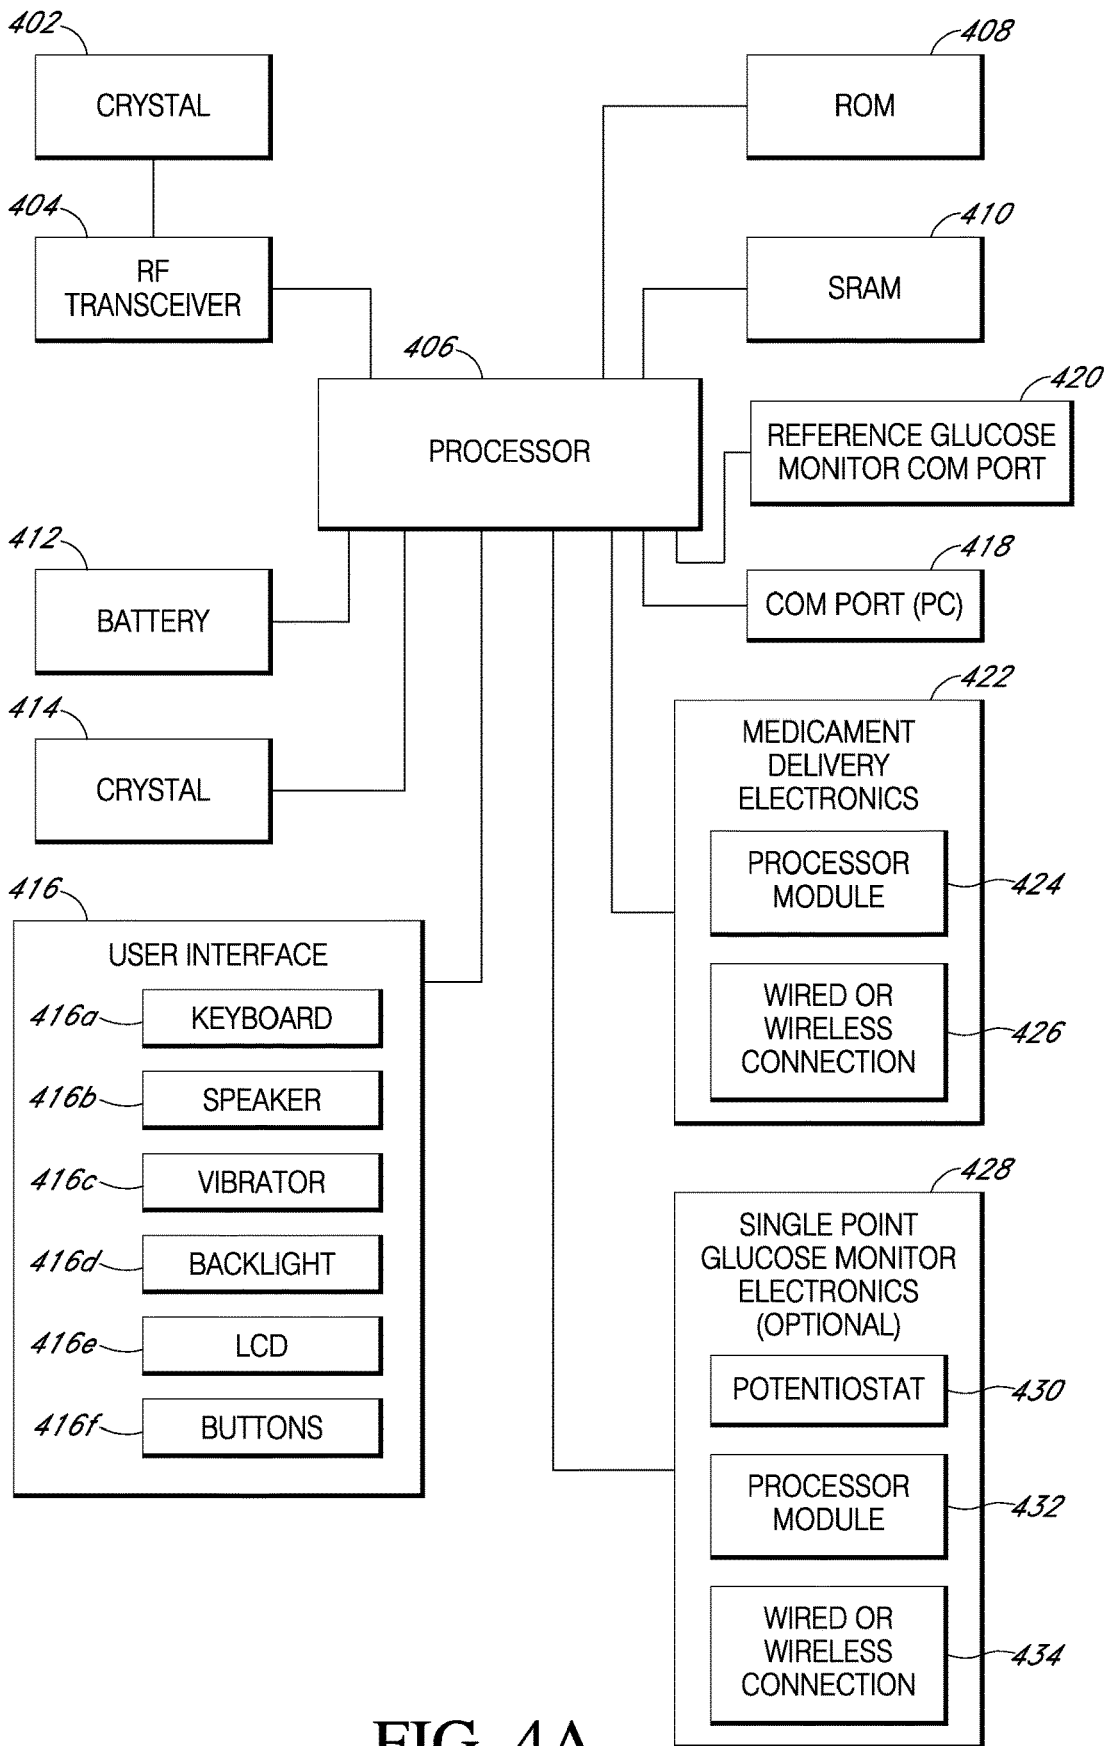 402
CRYSTAL
408
ROM
404
RF
TRANSCEIVER
410
SRAM
406
PROCESSOR
420
REFERENCE GLUCOSE
MONITOR COM PORT
412
BATTERY
418
COM PORT (PC)
414
CRYSTAL
422
MEDICAMENT
DELIVERY
ELECTRONICS
PROCESSOR
MODULE
424
WIRED OR
WIRELESS
CONNECTION
426
416
USER INTERFACE
416a
KEYBOARD
416b
SPEAKER
416c
VIBRATOR
416d
BACKLIGHT
416e
LCD
416f
BUTTONS
428
SINGLE POINT
GLUCOSE MONITOR
ELECTRONICS
(OPTIONAL)
POTENTIOSTAT
430
PROCESSOR
MODULE
432
WIRED OR
WIRELESS
CONNECTION
434
FIG. 4A